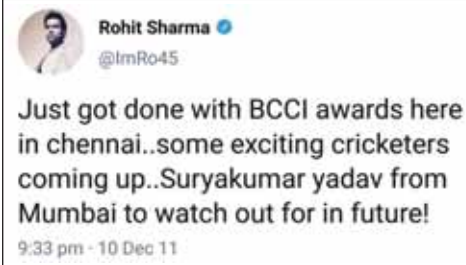 Rohit Sharma
@ImRo45
Just got done with BCCI awards here
in chennai..some exciting cricketers
coming up..Suryakumar yadav from
Mumbai to watch out for in future!
9:33 pm · 10 Dec 11